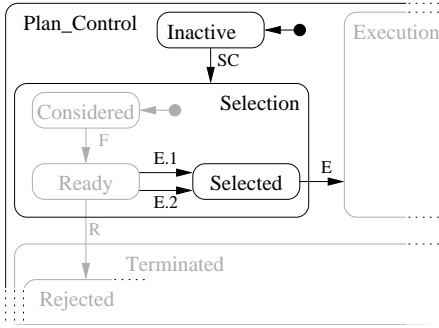 Plan_Control
Inactive
Execution
SC
Selection
Considered
F
E.1
Ready
Selected
E
E.2
R
Terminated
Rejected